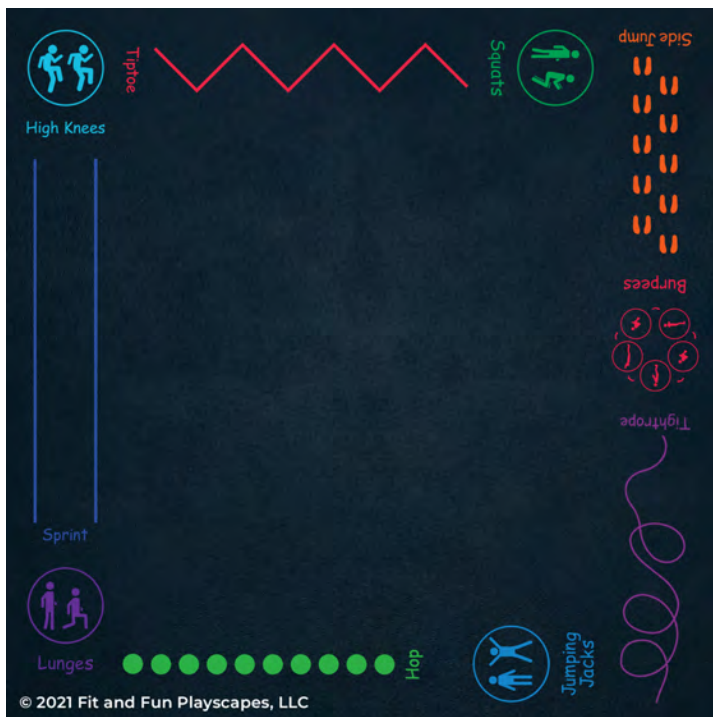 High Knees
Tiptoe
Squats
Side Jump
Burpees
Tightrope
Jumping
Jacks
Hop
Lunges
Sprint
© 2021 Fit and Fun Playscapes, LLC